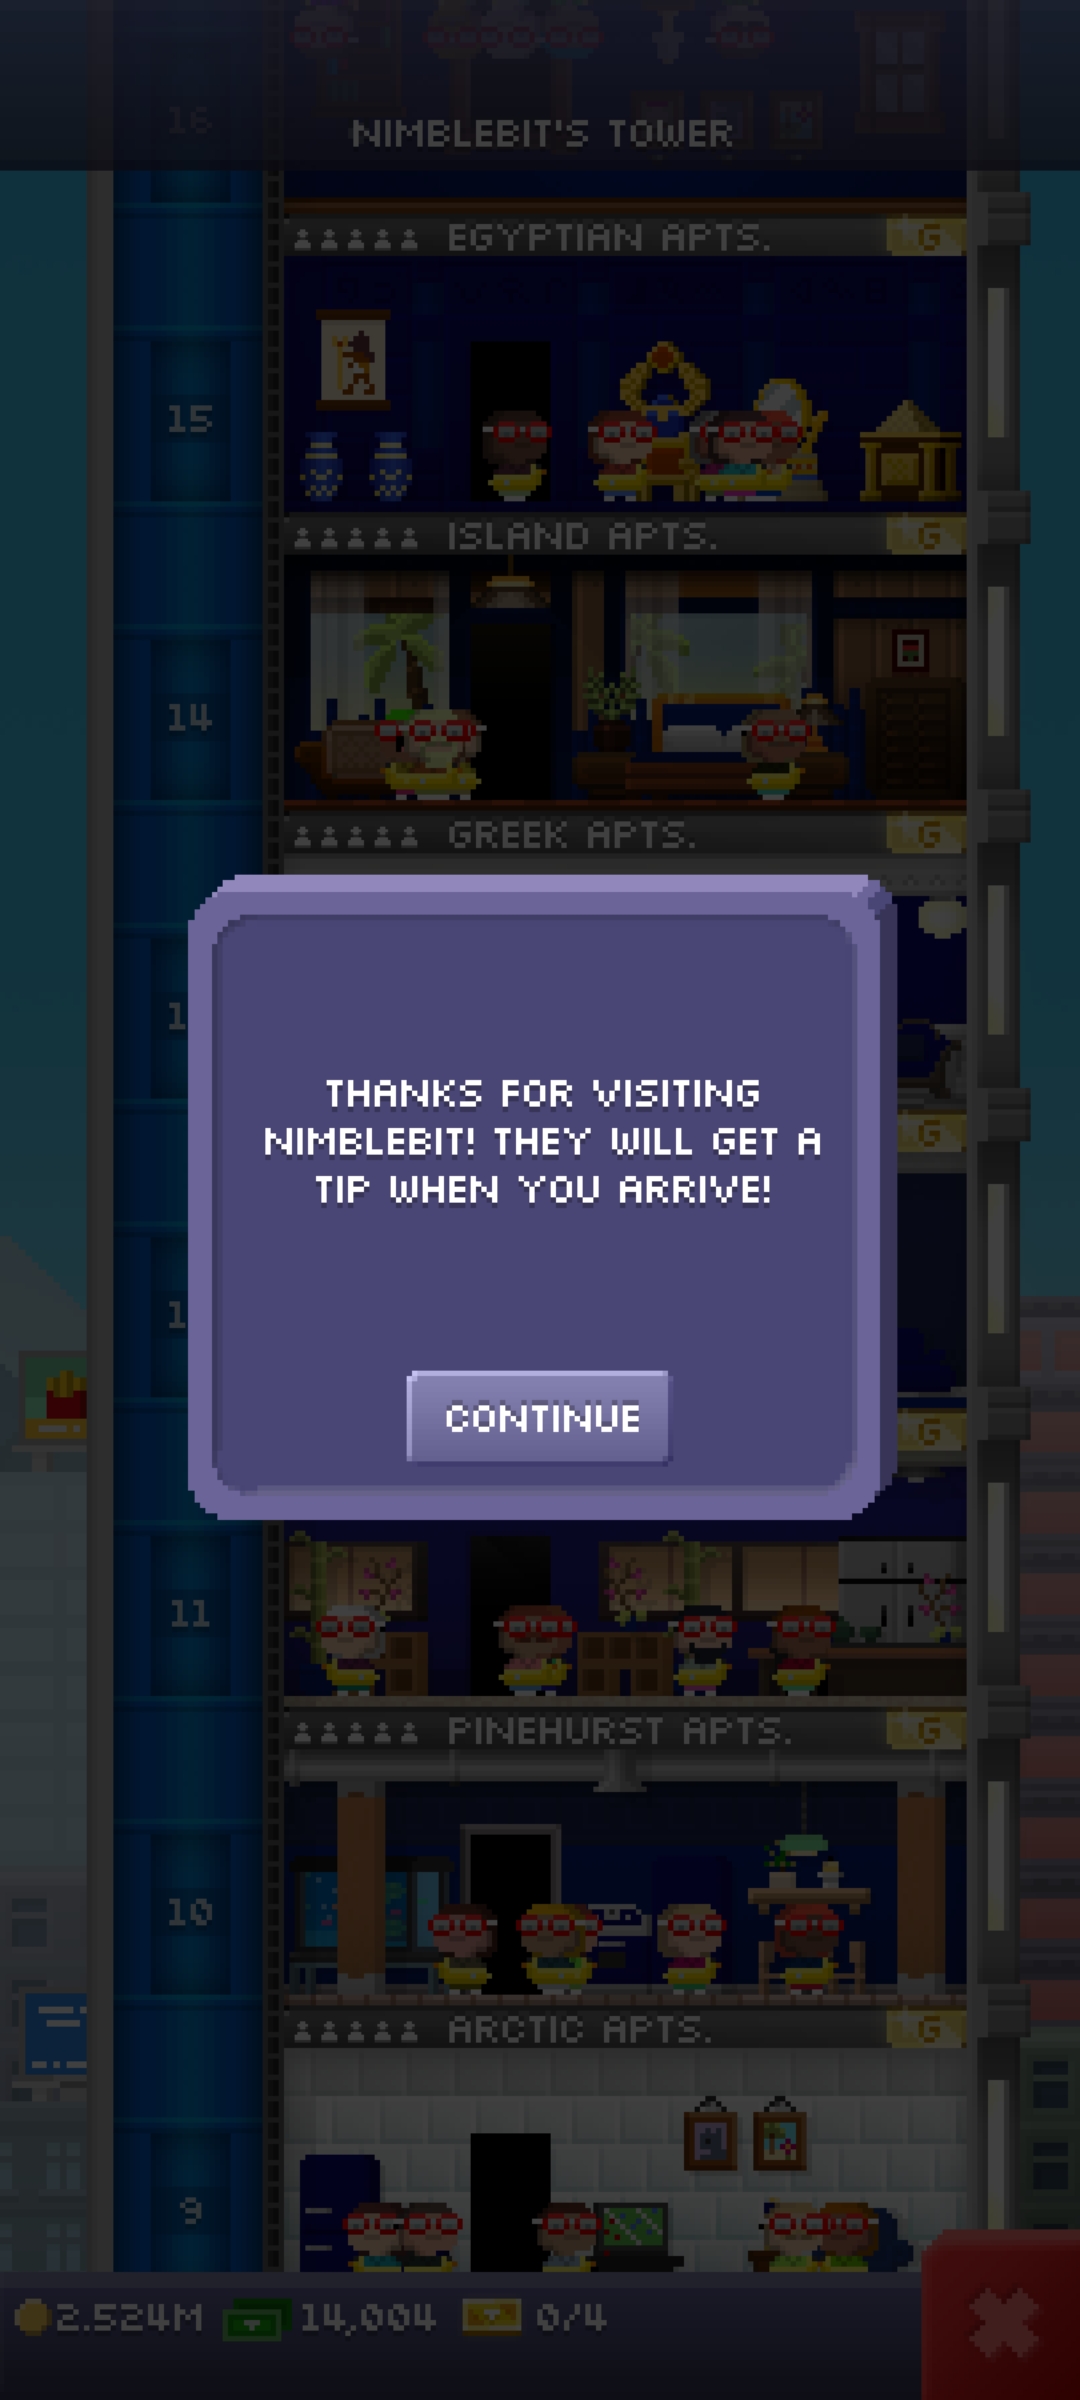 16
NIMBLEBIT'S TOWER
EGYPTIAN APTS. G
15
ISLAND APTS. G
14
GREEK APTS. G
1
G
THANKS FOR VISITING
NIMBLEBIT! THEY WILL GET A
TIP WHEN YOU ARRIVE!
1
G
CONTINUE
11
PINEHURST APTS. G
10
ARCTIC APTS. G
9
2.524M 14,004 0/4